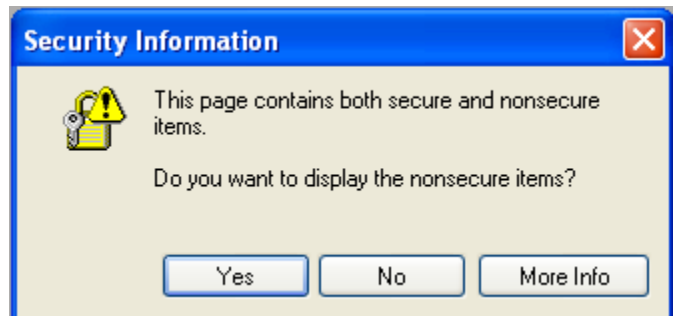 Security Information
This page contains both secure and nonsecure
items.
Do you want to display the nonsecure items?
Yes No More Info